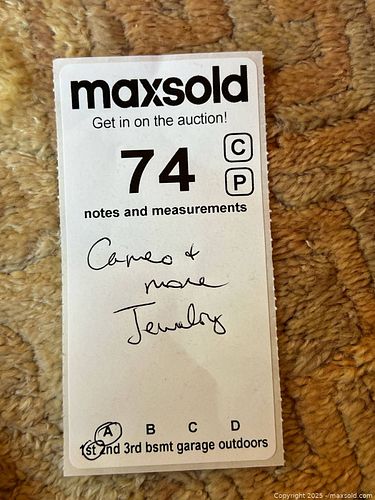 maxsold
Get in on the auction!
74
C
P
notes and measurements
Cameo &
more
Jewelry
A B C D
1st 2nd 3rd bsmt garage outdoors
Copyright 2025 - maxsold.com